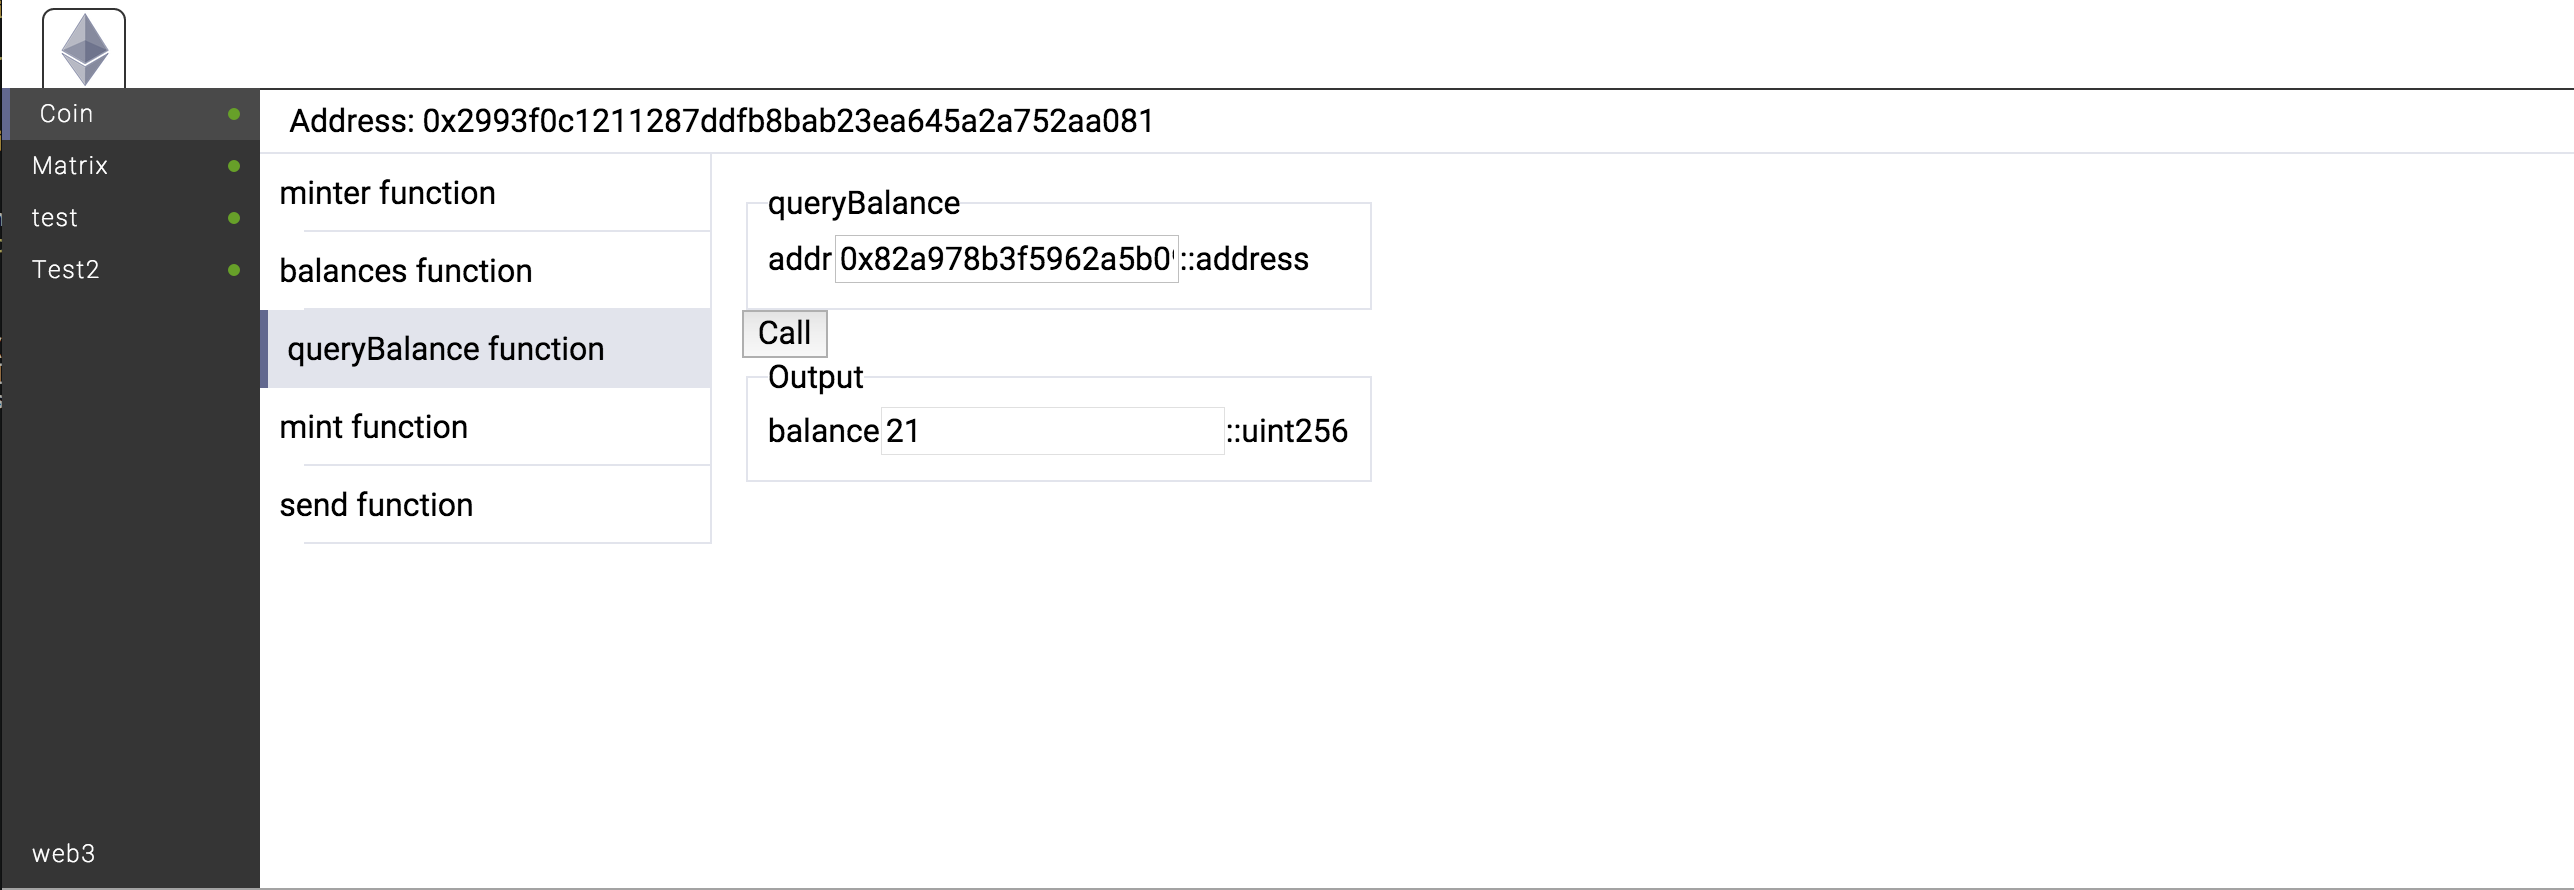 Coin
Matrix
test
Test2
web3
Address: 0x2993f0c1211287ddfb8bab23ea645a2a752aa081
minter function
balances function
queryBalance function
mint function
send function
queryBalance
addr 0x82a978b3f5962a5b0 ::address
Call
Output
balance 21 ::uint256